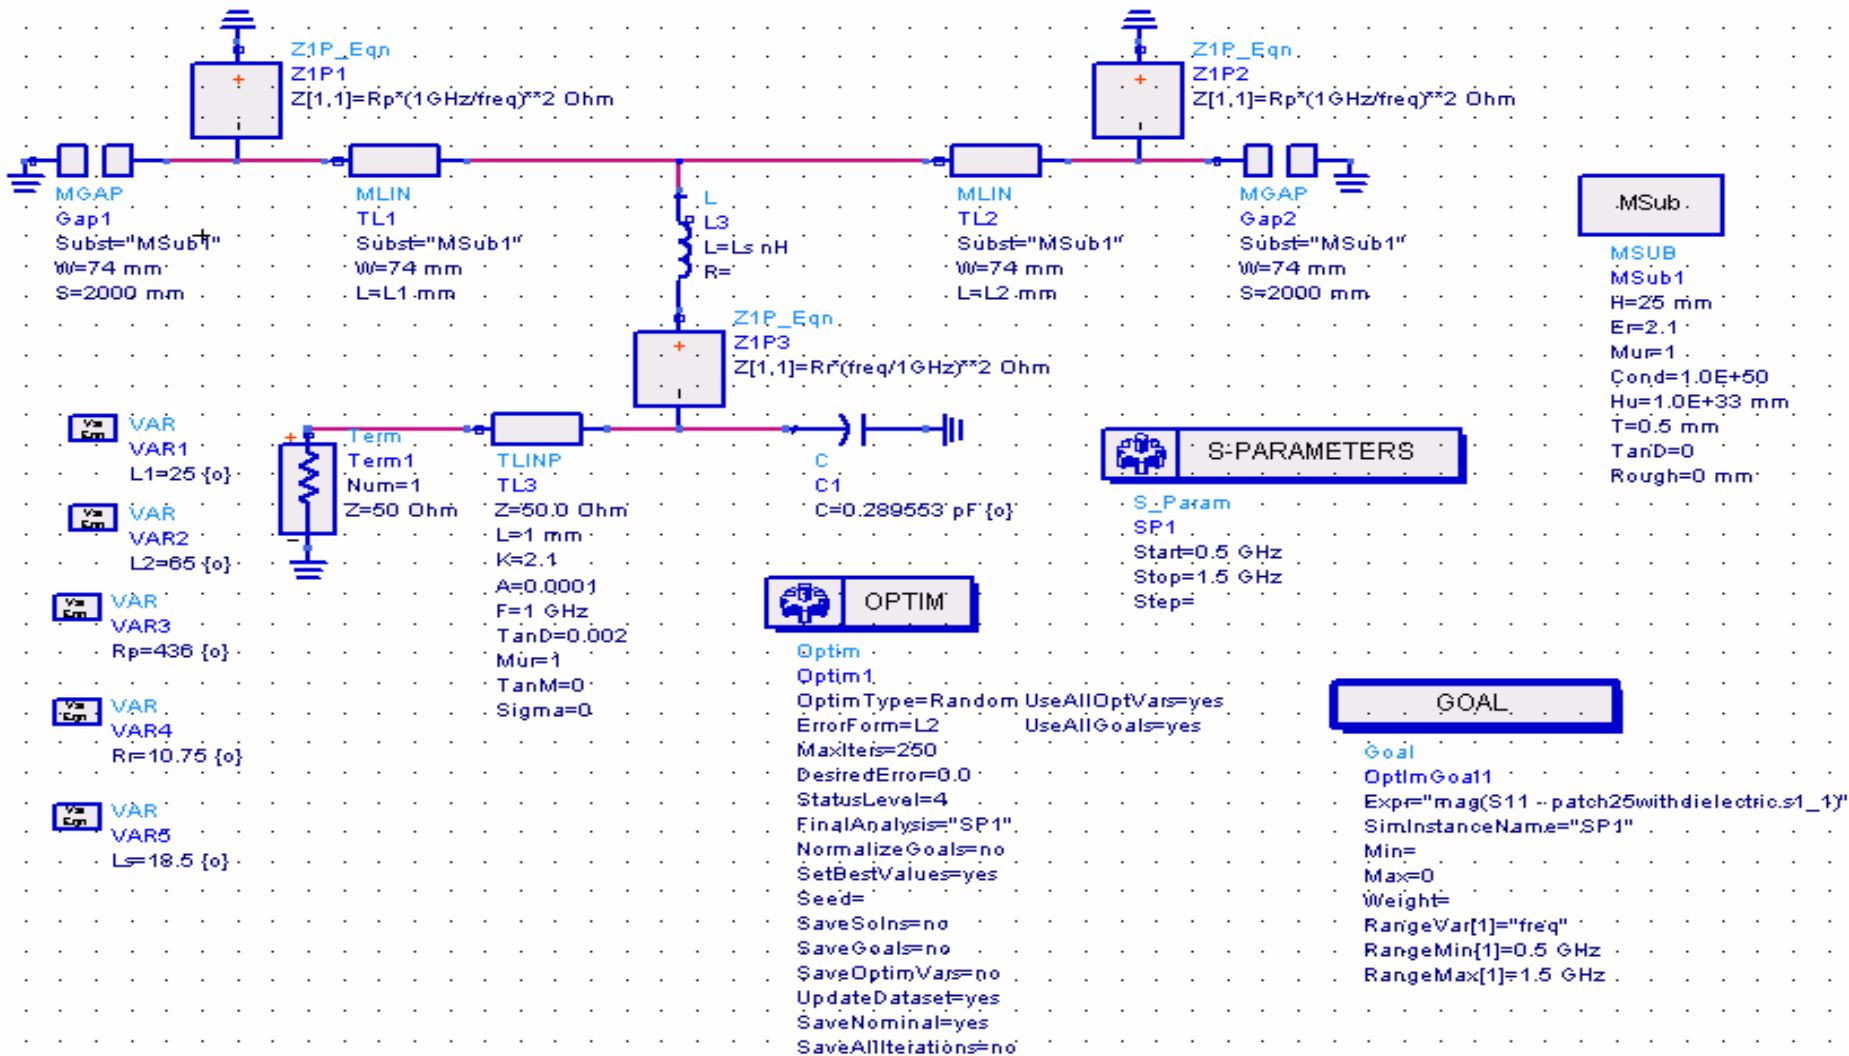 Z1P_Eqn
Z1P1
Z[1,1]=Rp*(1GHz/freq)**2 Ohm
Z1P_Eqn
Z1P2
Z[1,1]=Rp*(1GHz/freq)**2 Ohm
MGAP
Gap1
Subst="MSub1"
W=74 mm
S=2000 mm
MLIN
TL1
Subst="MSub1"
W=74 mm
L=L1 mm
L
L3
L=Ls nH
R=
MLIN
TL2
Subst="MSub1"
W=74 mm
L=L2 mm
MGAP
Gap2
Subst="MSub1"
W=74 mm
S=2000 mm
MSub
MSUB
MSub1
H=25 mm
Er=2.1
Mur=1
Cond=1.0E+50
Hu=1.0E+33 mm
T=0.5 mm
TanD=0
Rough=0 mm
Z1P_Eqn
Z1P3
Z[1,1]=Rr*(freq/1GHz)**2 Ohm
Var
Eqn
VAR
VAR1
L1=25 {o}
Var
Eqn
VAR
VAR2
L2=65 {o}
Var
Eqn
VAR
VAR3
Rp=436 {o}
Var
Eqn
VAR
VAR4
Rr=10.75 {o}
Var
Eqn
VAR
VAR5
Ls=18.5 {o}
Term
Term1
Num=1
Z=50 Ohm
TLINP
TL3
Z=50.0 Ohm
L=1 mm
K=2.1
A=0.0001
F=1 GHz
TanD=0.002
Mur=1
TanM=0
Sigma=0
C
C1
C=0.289553 pF {o}
S-PARAMETERS
S_Param
SP1
Start=0.5 GHz
Stop=1.5 GHz
Step=
OPTIM
Optim
Optim1
OptimType=Random UseAllOptVars=yes
ErrorForm=L2 UseAllGoals=yes
MaxIters=250
DesiredError=0.0
StatusLevel=4
FinalAnalysis="SP1"
NormalizeGoals=no
SetBestValues=yes
Seed=
SaveSolns=no
SaveGoals=no
SaveOptimVars=no
UpdateDataset=yes
SaveNominal=yes
SaveAllIterations=no
GOAL
Goal
OptimGoal1
Expr="mag(S11 - patch25withdielectric.s1_1)"
SimInstanceName="SP1"
Min=
Max=0
Weight=
RangeVar[1]="freq"
RangeMin[1]=0.5 GHz
RangeMax[1]=1.5 GHz